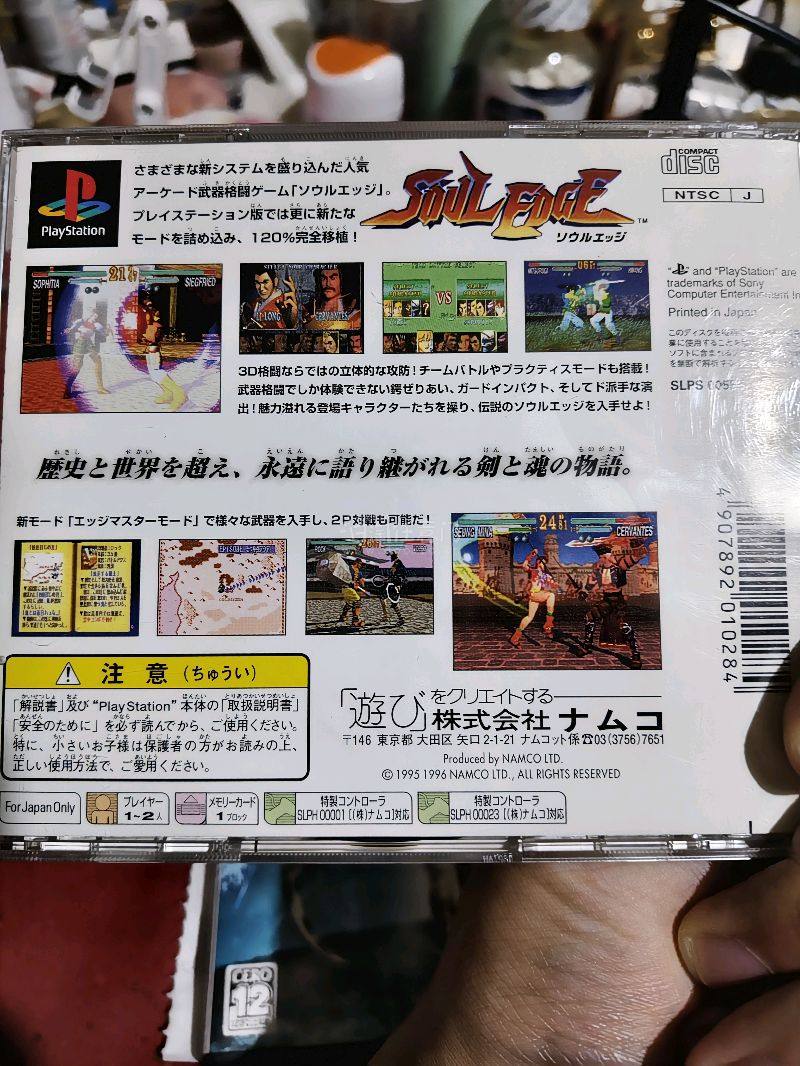 さまざまな新システムを盛り込んだ人気
アーケード武器格闘ゲーム「ソウルエッジ」。
プレイステーション版では更に新たな
モードを詰め込み、120%完全移植!
PlayStation
SOUL EDGE™
ソウルエッジ
COMPACT
disc
NTSC J
SOPHITIA
SIEGFRIED
LI-LONG
CERVANTES
VS
"PS" and "PlayStation" are
trademarks of Sony
Computer Entertainment In
Printed in Japan
このディスクを
SLPS 005
3D格闘ならではの立体的な攻防!チームバトルやプラクティスモードも搭載!
武器格闘でしか体験できない鍔ぜりあい、ガードインパクト、そしてド派手な演
出!魅力溢れる登場キャラクターたちを操り、伝説のソウルエッジを入手せよ!
歴史と世界を超え、永遠に語り継がれる剣と魂の物語。
新モード「エッジマスターモード」で様々な武器を入手し、2P対戦も可能だ!
SEUNG MINA
24
CERVANTES
4 907892 010284
注意(ちゅうい)
「解説書」及び"PlayStation"本体の「取扱説明書」
「安全のために」を必ず読んでから、ご使用ください。
特に、小さいお子様は保護者の方がお読みの上、
正しい使用方法で、ご愛用ください。
「遊び」をクリエイトする
株式会社 ナムコ
〒146 東京都 大田区 矢口 2-1-21 ナムコット係 ☎03(3756)7651
Produced by NAMCO LTD.
© 1995 1996 NAMCO LTD., ALL RIGHTS RESERVED
For Japan Only
プレイヤー
1~2人
メモリーカード
1ブロック
特製コントローラ
SLPH 00001 [(株)ナムコ]対応
特製コントローラ
SLPH 00023 [(株)ナムコ]対応
CERO
12